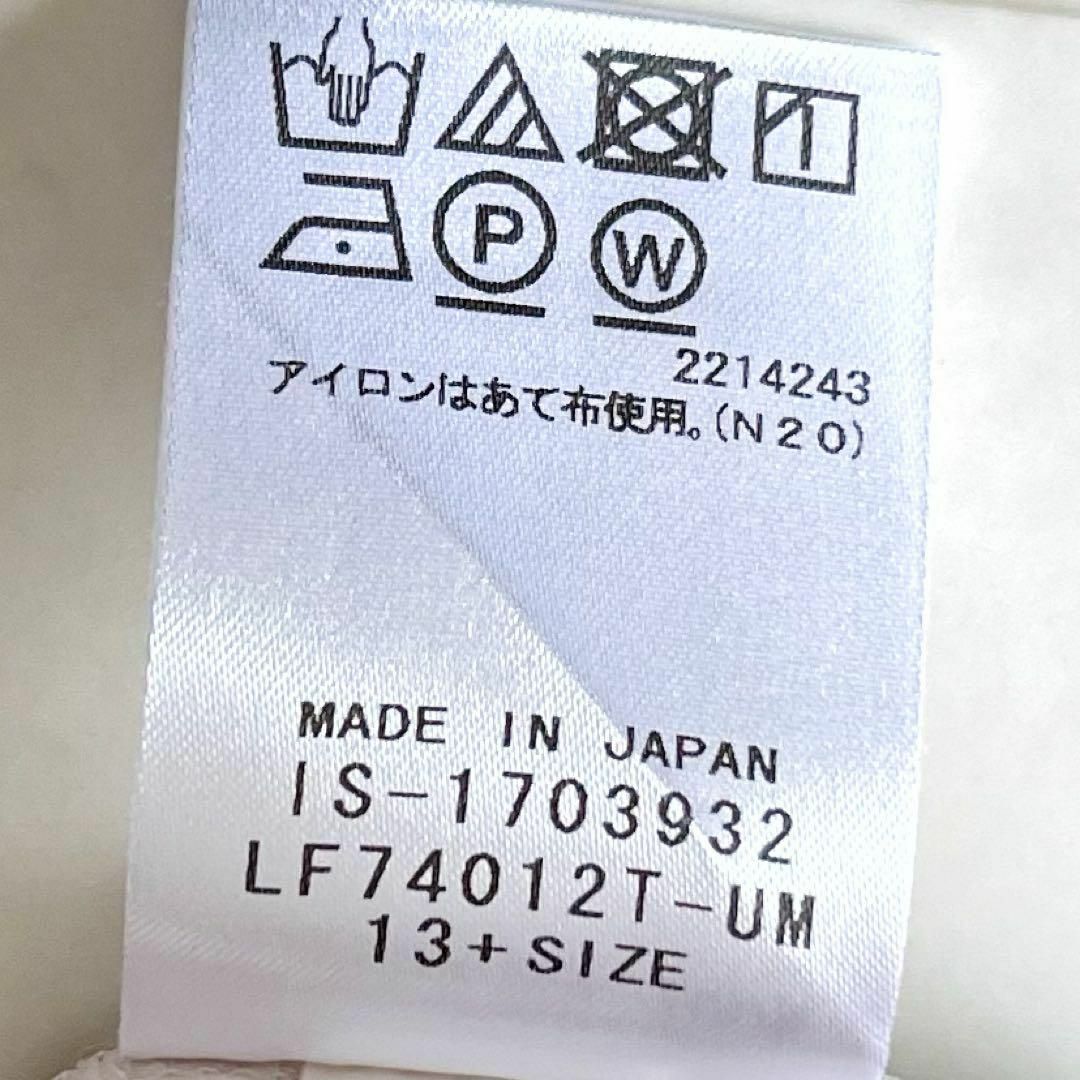 P W
2214243
アイロンはあて布使用。(N20)
MADE IN JAPAN
IS-1703932
LF74012T-UM
13+SIZE